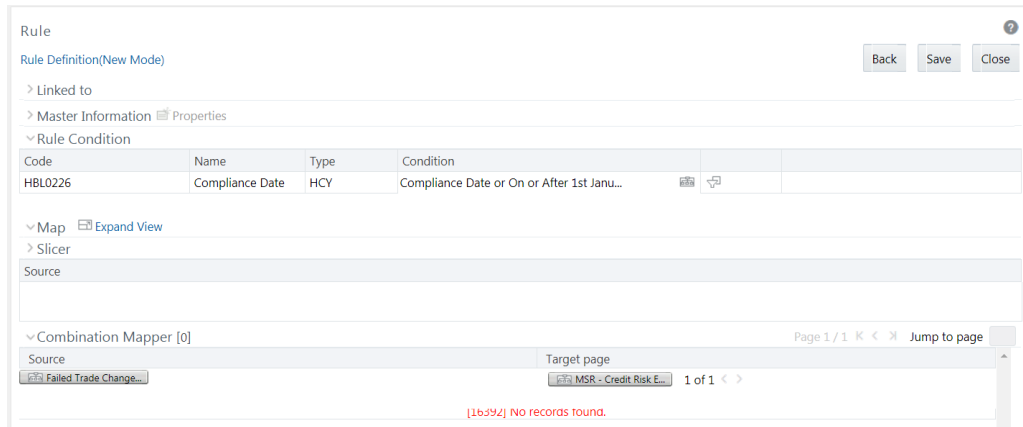 Rule
?
Rule Definition(New Mode)
Back Save Close
Linked to
Master Information Properties
Rule Condition
Code Name Type Condition
HBL0226 Compliance Date HCY Compliance Date or On or After 1st Janu...
Map Expand View
Slicer
Source
Combination Mapper [0] Page 1 / 1 Jump to page
Source Target page
Failed Trade Change... MSR - Credit Risk E... 1 of 1
[16392] No records found.